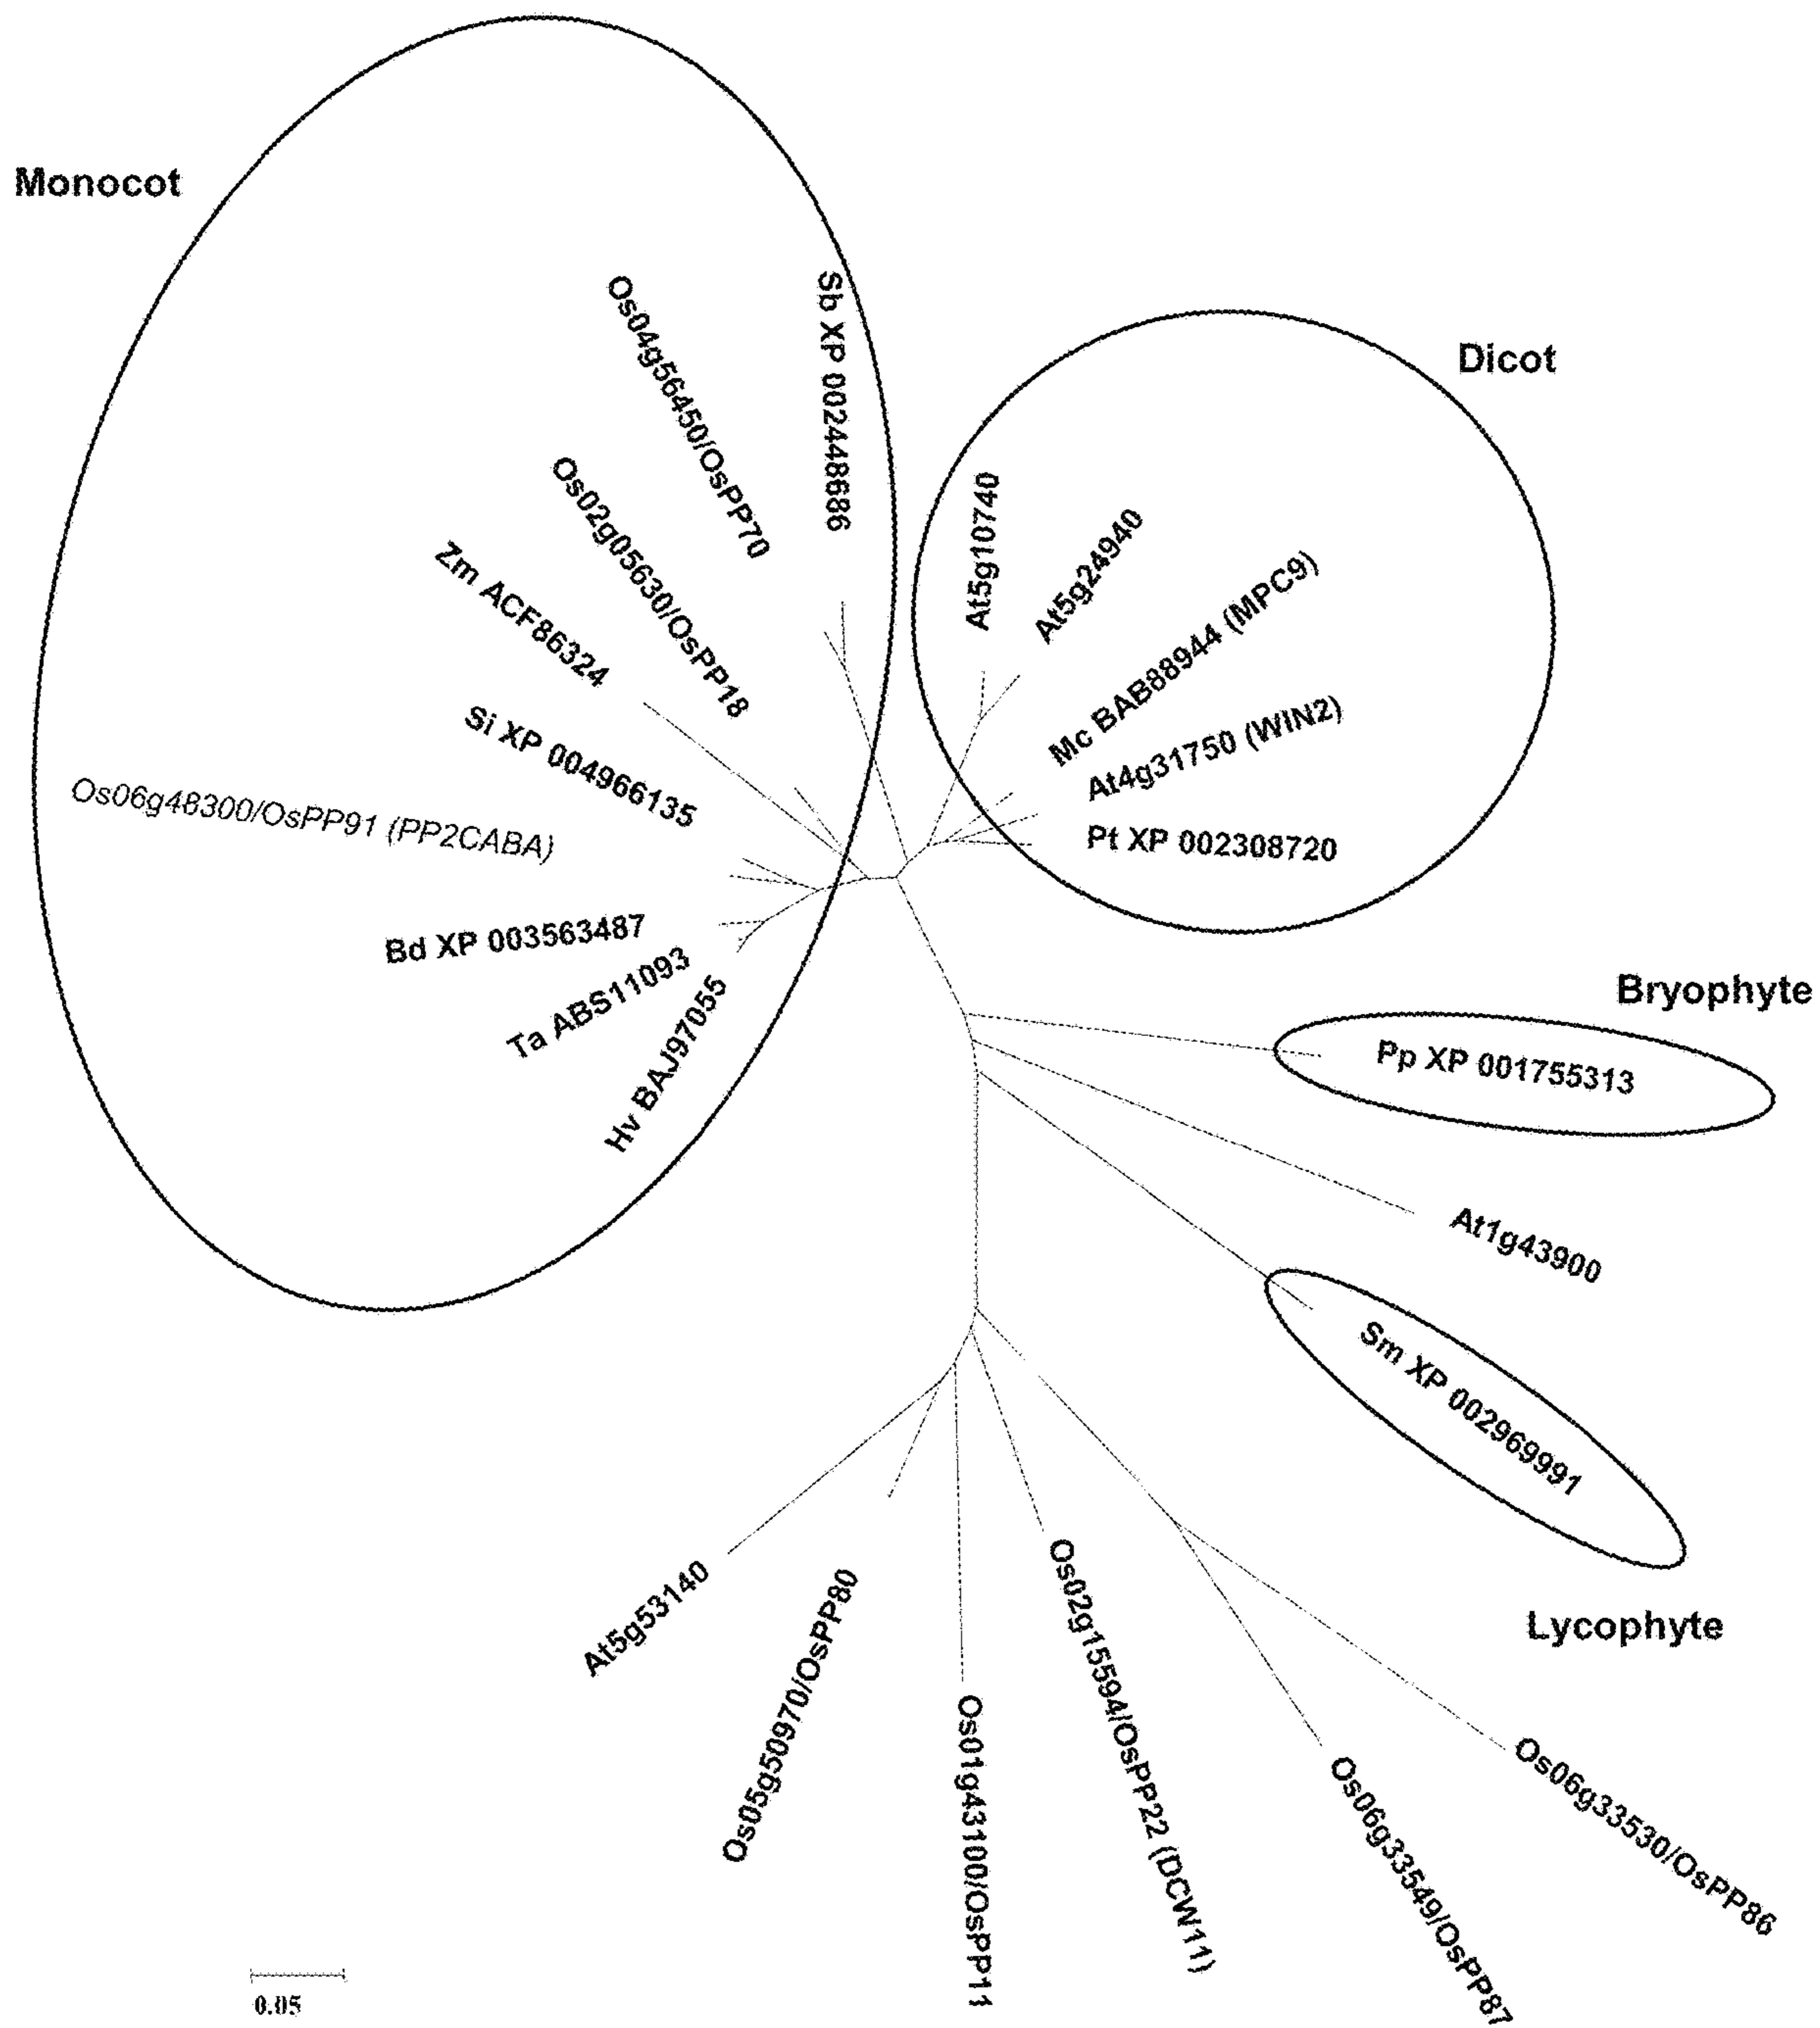 Monocot
Sb XP 002448686
Os04g56450/OsPP70
Os02g05630/OsPP18
Zm ACF86324
Si XP 004966135
Os06g48300/OsPP91 (PP2CABA)
Bd XP 003563487
Ta ABS11093
Hv BAJ97055
Dicot
At5g10740
At5g24940
Mc BAB88944 (MPC9)
At4g31750 (WIN2)
Pt XP 002308720
Bryophyte
Pp XP 001755313
At1g43900
Sm XP 002969991
Lycophyte
At5g53140
Os05g50970/OsPP80
Os01g43100/OsPP11
Os02g15594/OsPP22 (DCW11)
Os06g33549/OsPP87
Os06g33530/OsPP86
0.05